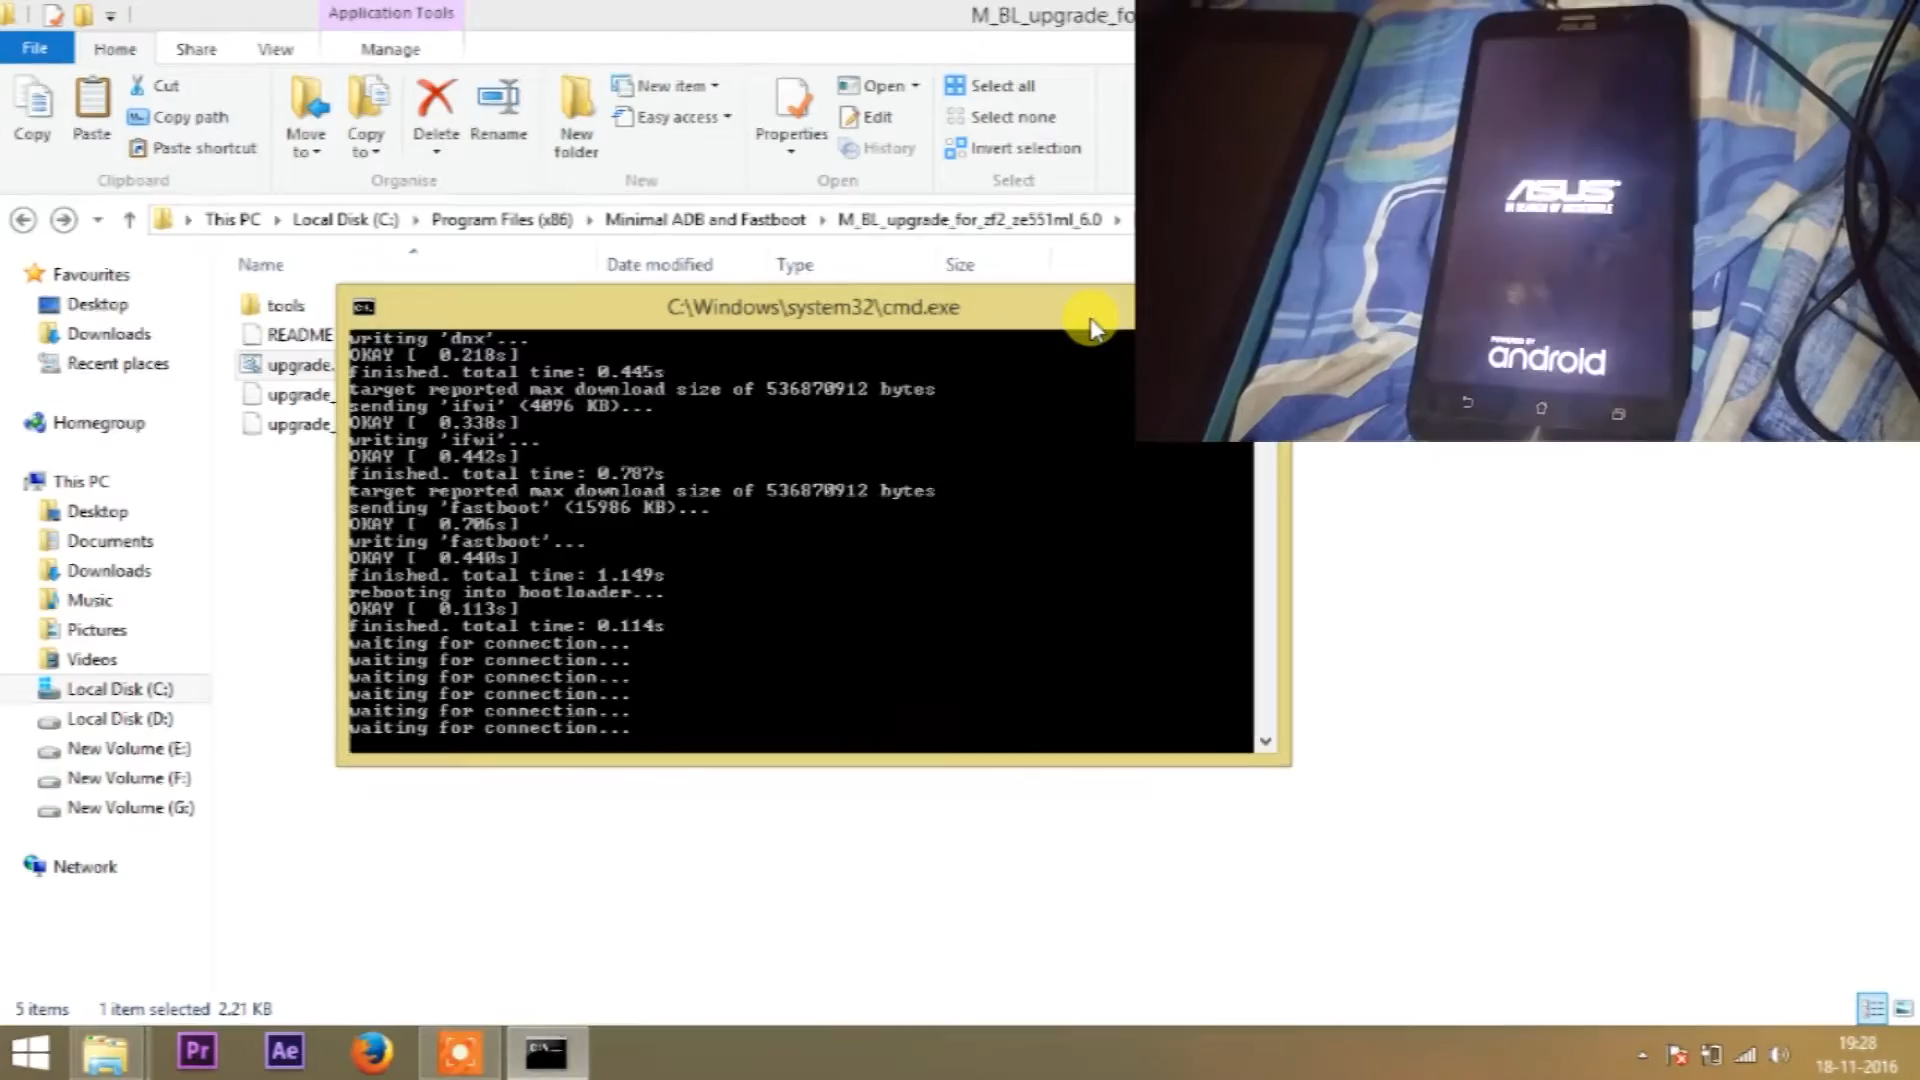 Application Tools
M_BL_upgrade_fo
File
Home
Share
View
Manage
Copy
Paste
Cut
Copy path
Paste shortcut
Clipboard
Move to
Copy to
Delete
Rename
Organise
New folder
New item
Easy access
New
Properties
Open
Edit
History
Open
Select all
Select none
Invert selection
Select
This PC
Local Disk (C:)
Program Files (x86)
Minimal ADB and Fastboot
M_BL_upgrade_for_zf2_ze551ml_6.0
Name
Date modified
Type
Size
Favourites
Desktop
Downloads
Recent places
Homegroup
This PC
Desktop
Documents
Downloads
Music
Pictures
Videos
Local Disk (C:)
Local Disk (D:)
New Volume (E:)
New Volume (F:)
New Volume (G:)
Network
tools
README
upgrade.
upgrade_
upgrade_
C:\Windows\system32\cmd.exe
writing 'dnx'...
OKAY [  0.218s]
finished. total time: 0.445s
target reported max download size of 536870912 bytes
sending 'ifwi' (4096 KB)...
OKAY [  0.338s]
writing 'ifwi'...
OKAY [  0.442s]
finished. total time: 0.787s
target reported max download size of 536870912 bytes
sending 'fastboot' (15986 KB)...
OKAY [  0.706s]
writing 'fastboot'...
OKAY [  0.440s]
finished. total time: 1.149s
rebooting into bootloader...
OKAY [  0.113s]
finished. total time: 0.114s
waiting for connection...
waiting for connection...
waiting for connection...
waiting for connection...
waiting for connection...
waiting for connection...
ASUS
ASUS
IN SEARCH OF INCREDIBLE
POWERED BY
android
5 items
1 item selected 2.21 KB
Pr
Ae
19:28
18-11-2016